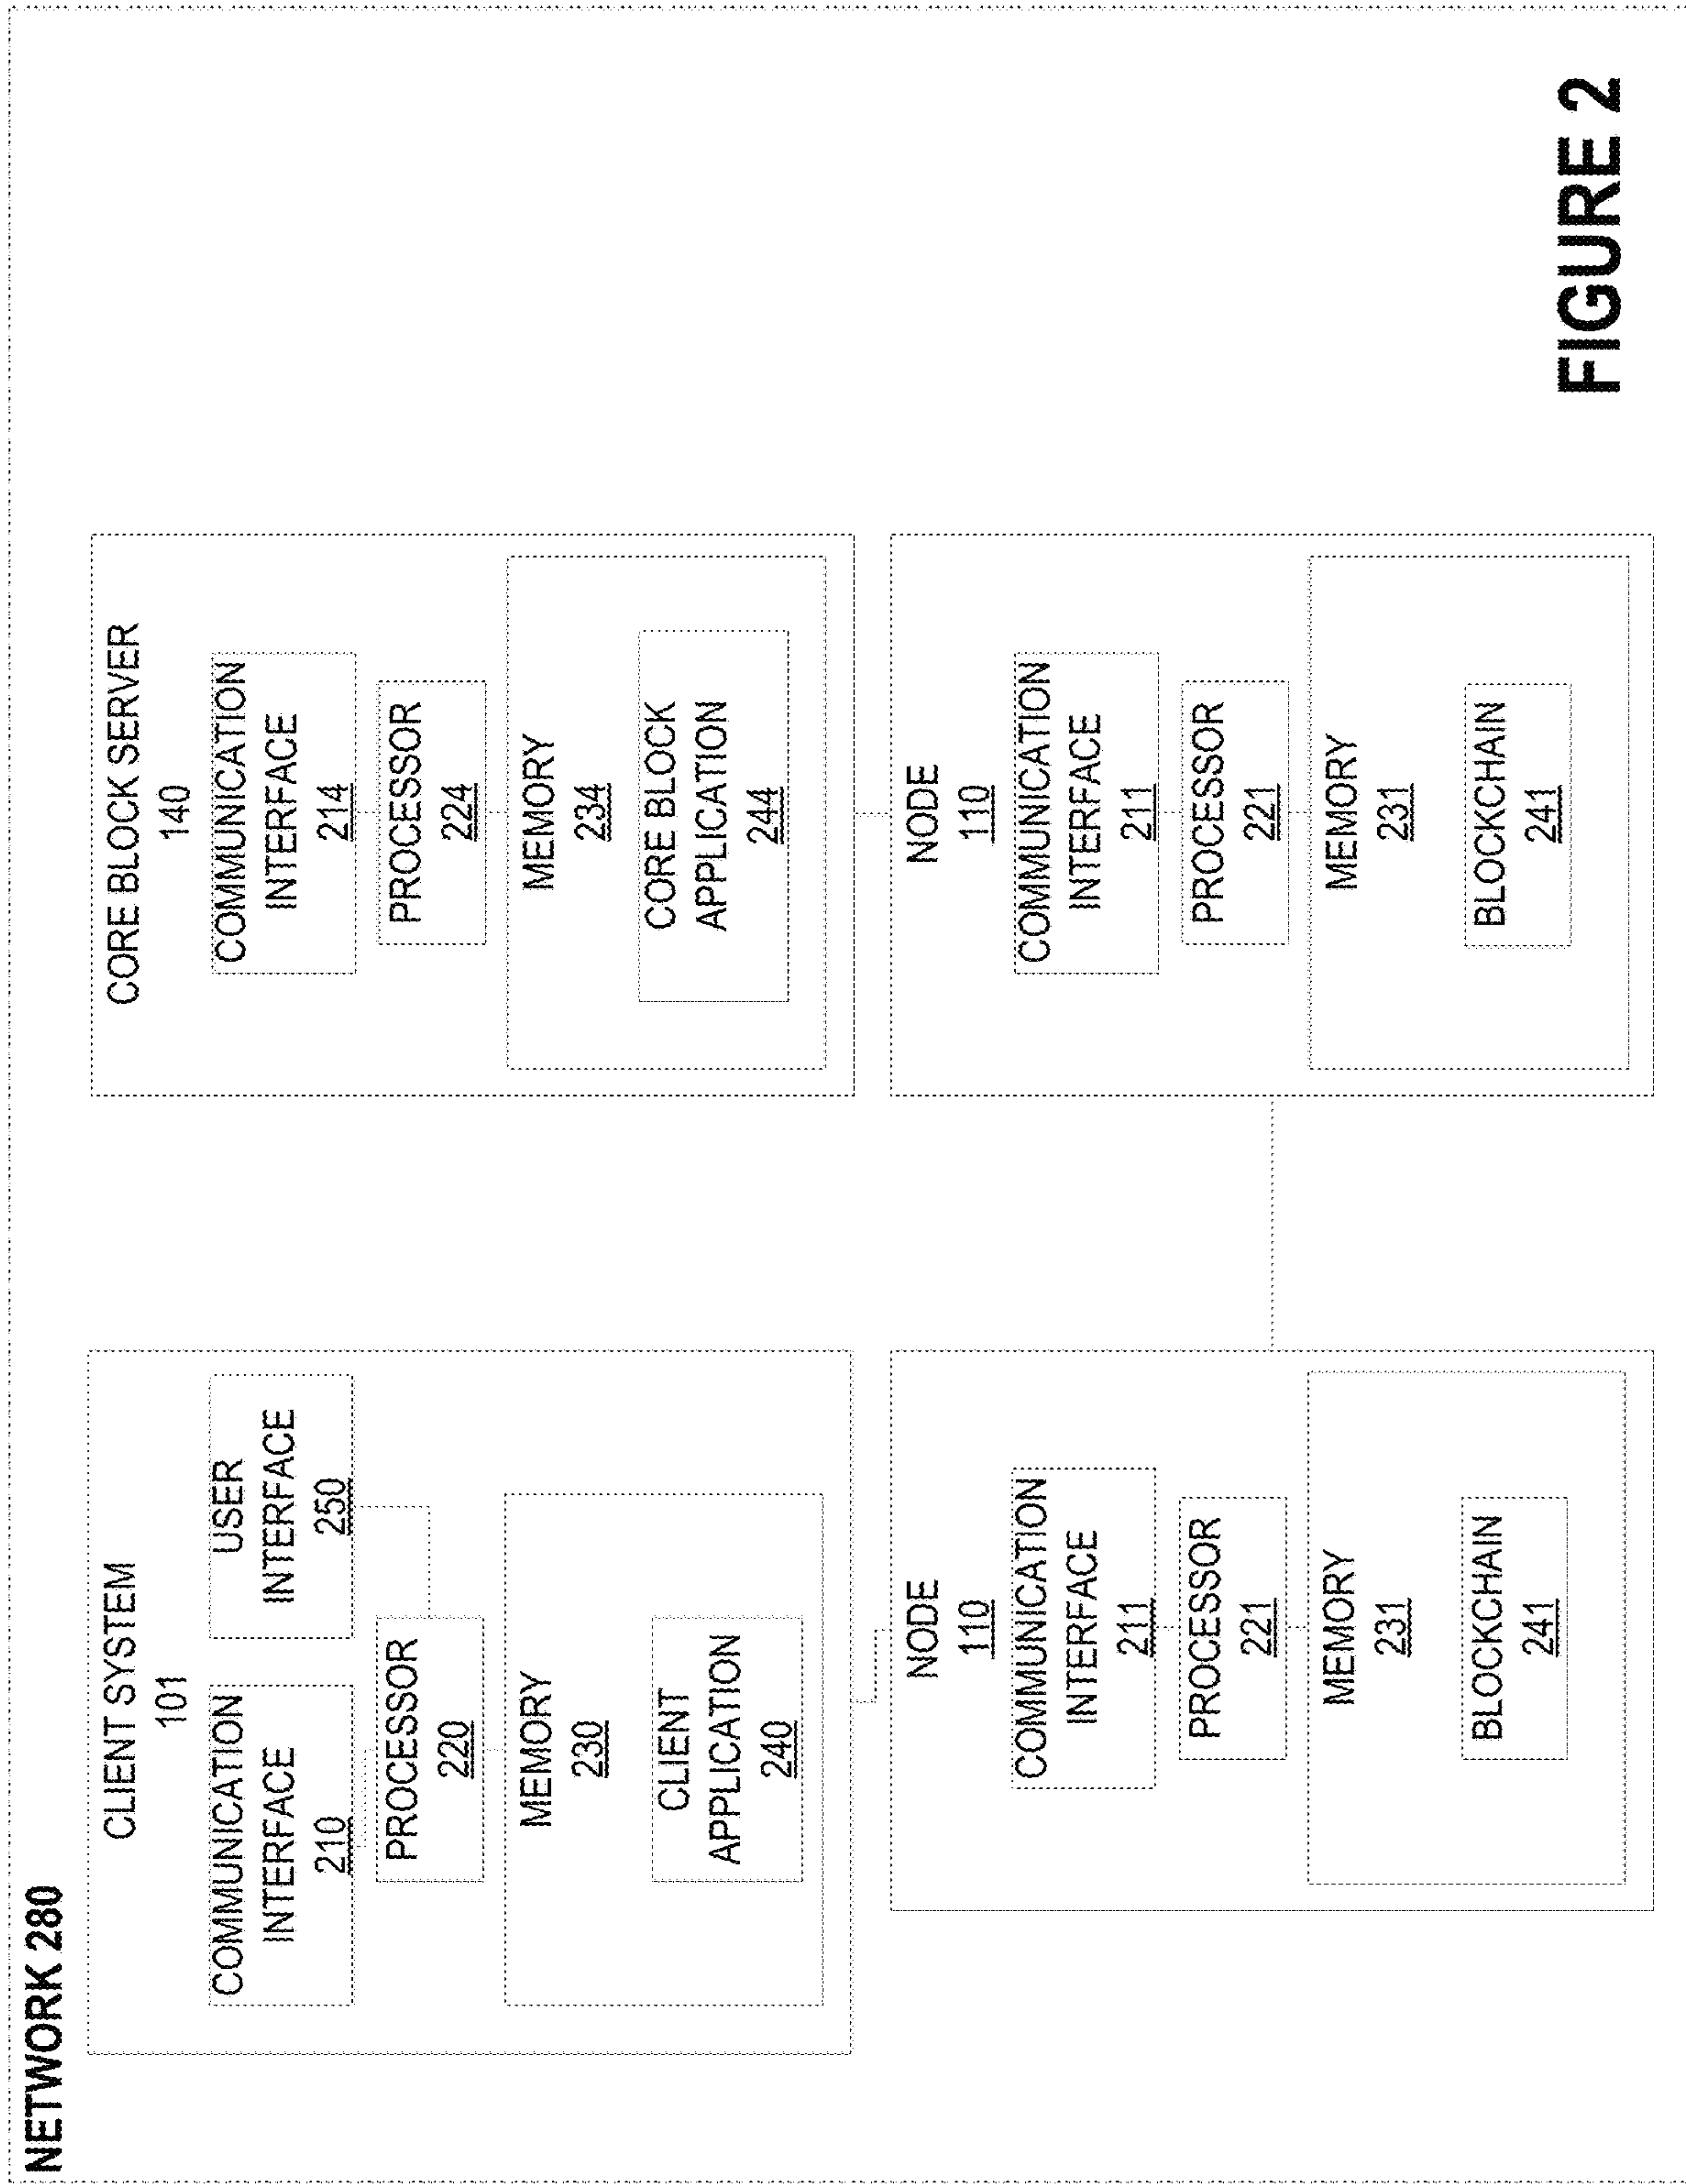 NETWORK 280
CLIENT SYSTEM
101
COMMUNICATION
INTERFACE
210
USER
INTERFACE
250
PROCESSOR
220
MEMORY
230
CLIENT
APPLICATION
240
CORE BLOCK SERVER
140
COMMUNICATION
INTERFACE
214
PROCESSOR
224
MEMORY
234
CORE BLOCK
APPLICATION
244
NODE
110
COMMUNICATION
INTERFACE
211
PROCESSOR
221
MEMORY
231
BLOCKCHAIN
241
NODE
110
COMMUNICATION
INTERFACE
211
PROCESSOR
221
MEMORY
231
BLOCKCHAIN
241
FIGURE 2